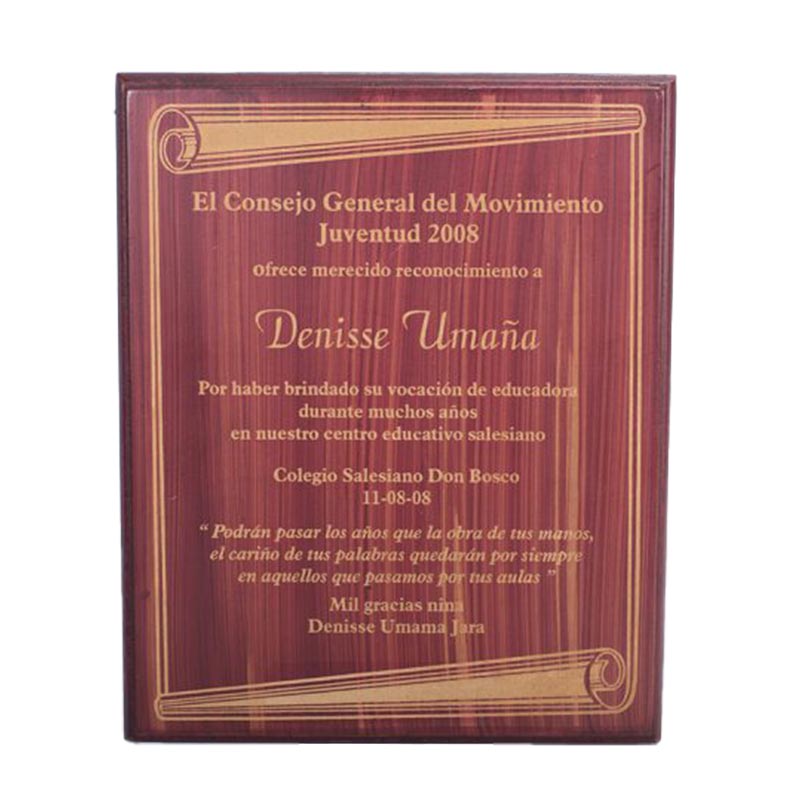 El Consejo General del Movimiento
Juventud 2008
ofrece merecido reconocimiento a
Denisse Umaña
Por haber brindado su vocación de educadora
durante muchos años
en nuestro centro educativo salesiano
Colegio Salesiano Don Bosco
11-08-08
“ Podrán pasar los años que la obra de tus manos,
el cariño de tus palabras quedarán por siempre
en aquellos que pasamos por tus aulas ”
Mil gracias nina
Denisse Umama Jara